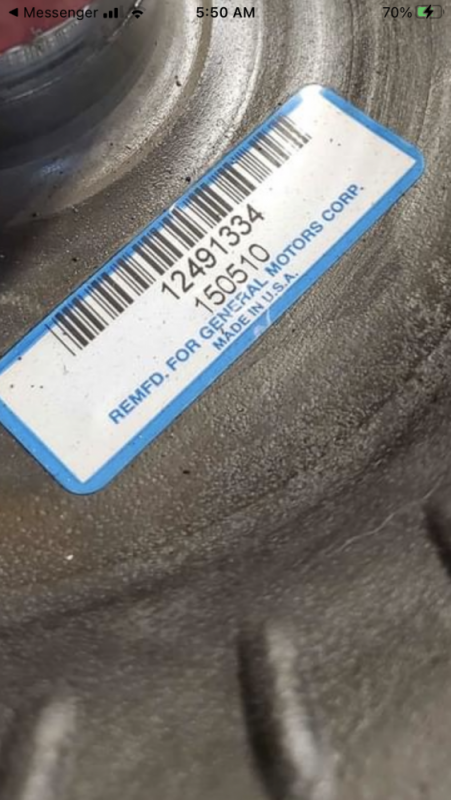 Messenger
5:50 AM
70%
12491334
150510
REMFD. FOR GENERAL MOTORS CORP.
MADE IN U.S.A.